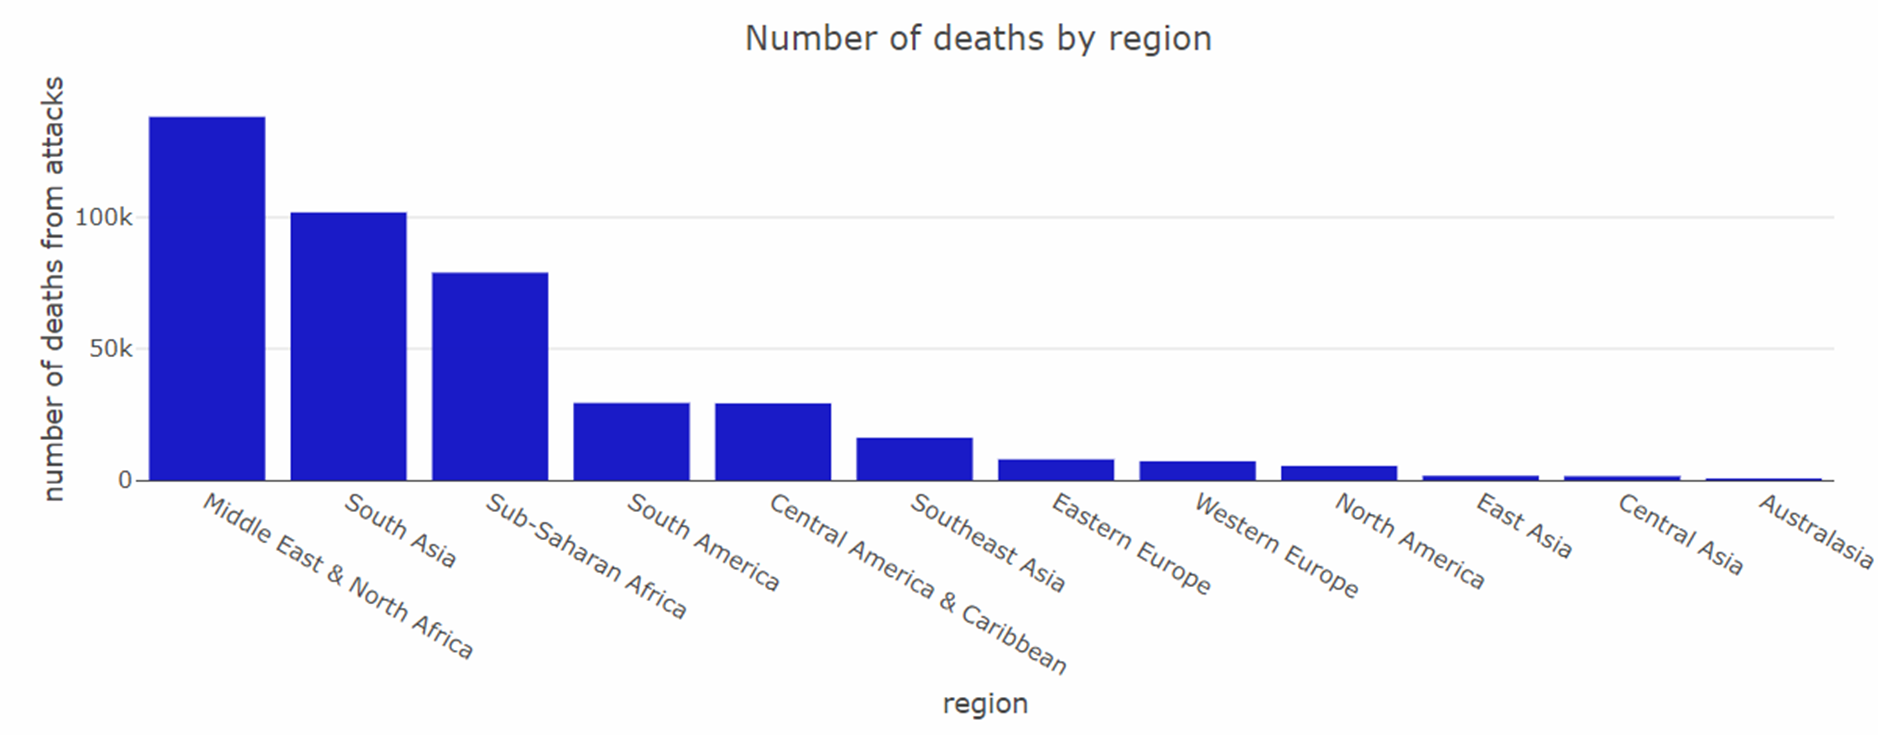 Number of deaths by region
number of deaths from attacks
100k
50k
0
Middle East & North Africa
South Asia
Sub-Saharan Africa
South America
Central America & Caribbean
Southeast Asia
Eastern Europe
Western Europe
North America
East Asia
Central Asia
Australasia
region